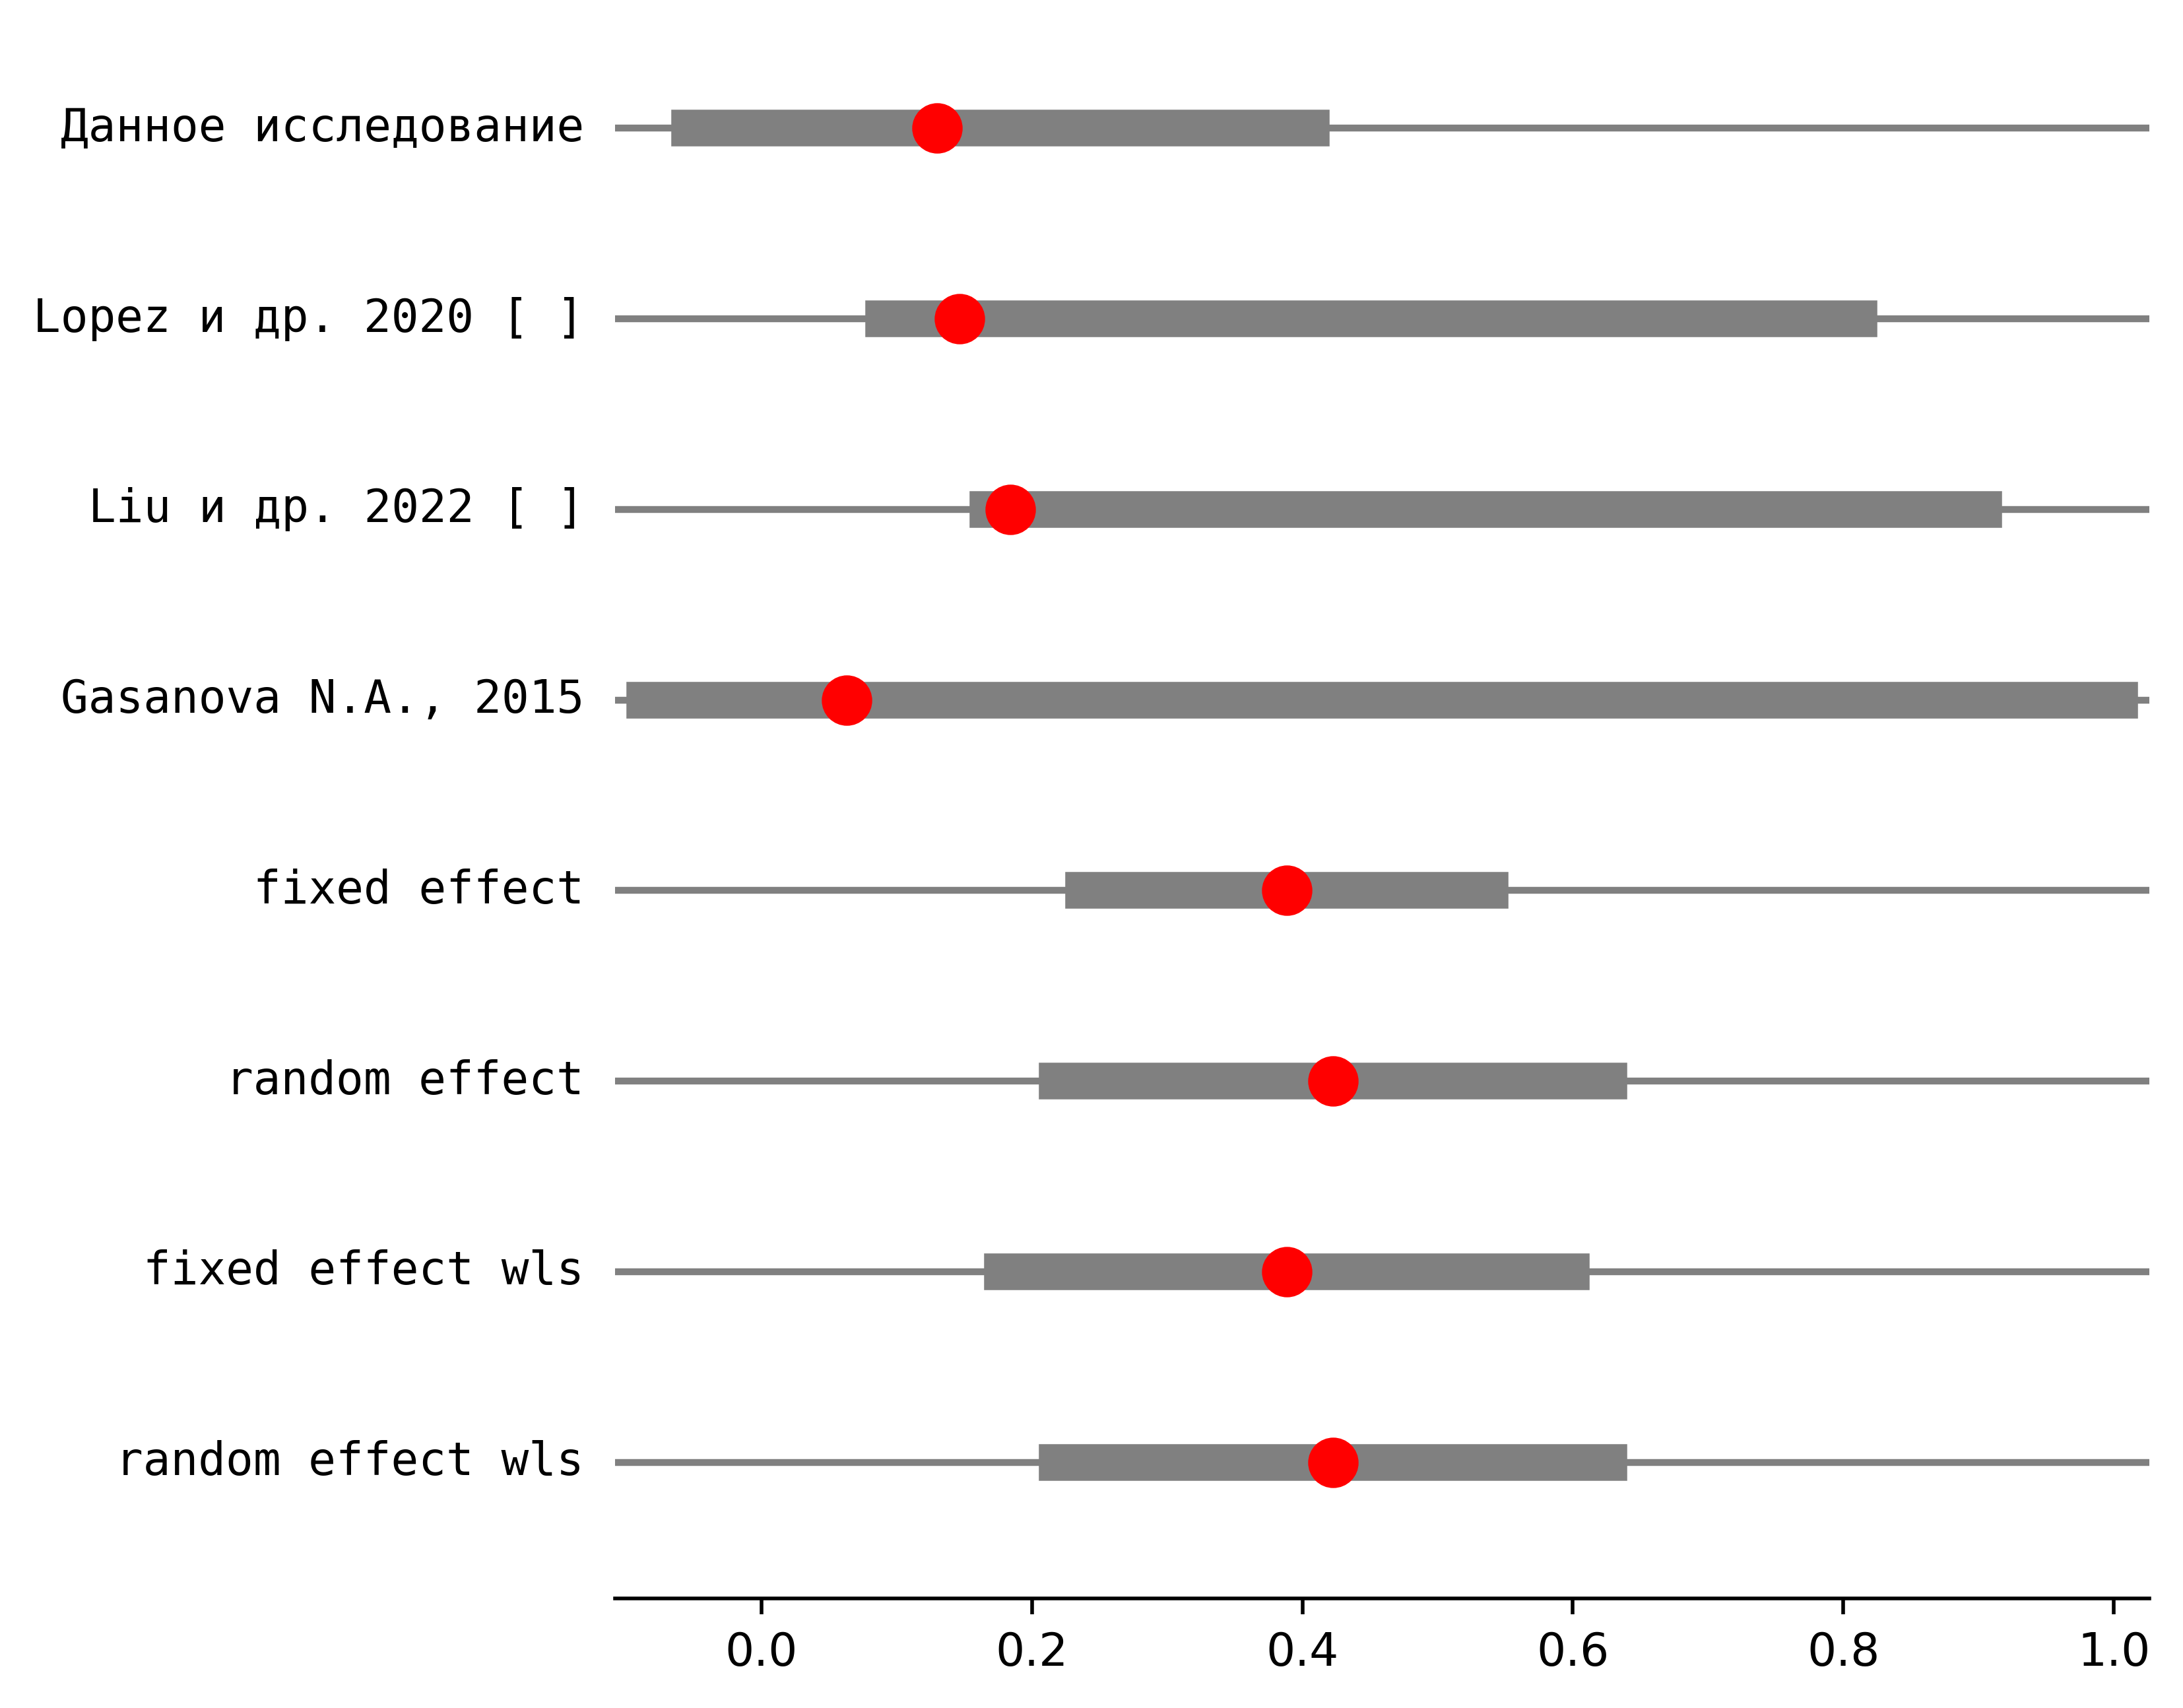 Данное исследование
Lopez и др. 2020 [ ]
Liu и др. 2022 [ ]
Gasanova N.A., 2015
fixed effect
random effect
fixed effect wls
random effect wls
0.0 0.2 0.4 0.6 0.8 1.0